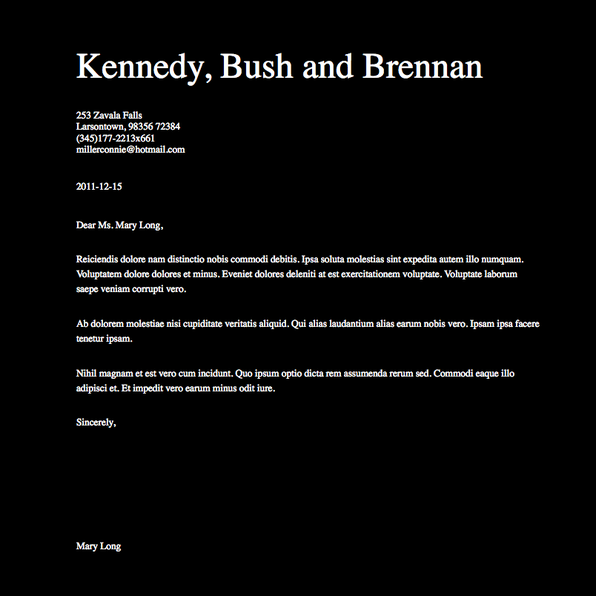 Kennedy, Bush and Brennan
253 Zavala Falls
Larsontown, 98356 72384
(345)177-2213x661
millerconnie@hotmail.com
2011-12-15
Dear Ms. Mary Long,
Reiciendis dolore nam distinctio nobis commodi debitis. Ipsa soluta molestias sint expedita autem illo numquam.
Voluptatem dolore dolores et minus. Eveniet dolores deleniti at est exercitationem voluptate. Voluptate laborum
saepe veniam corrupti vero.
Ab dolorem molestiae nisi cupiditate veritatis aliquid. Qui alias laudantium alias earum nobis vero. Ipsam ipsa facere
tenetur ipsam.
Nihil magnam et est vero cum incidunt. Quo ipsum optio dicta rem assumenda rerum sed. Commodi eaque illo
adipisci et. Et impedit vero earum minus odit iure.
Sincerely,
Mary Long